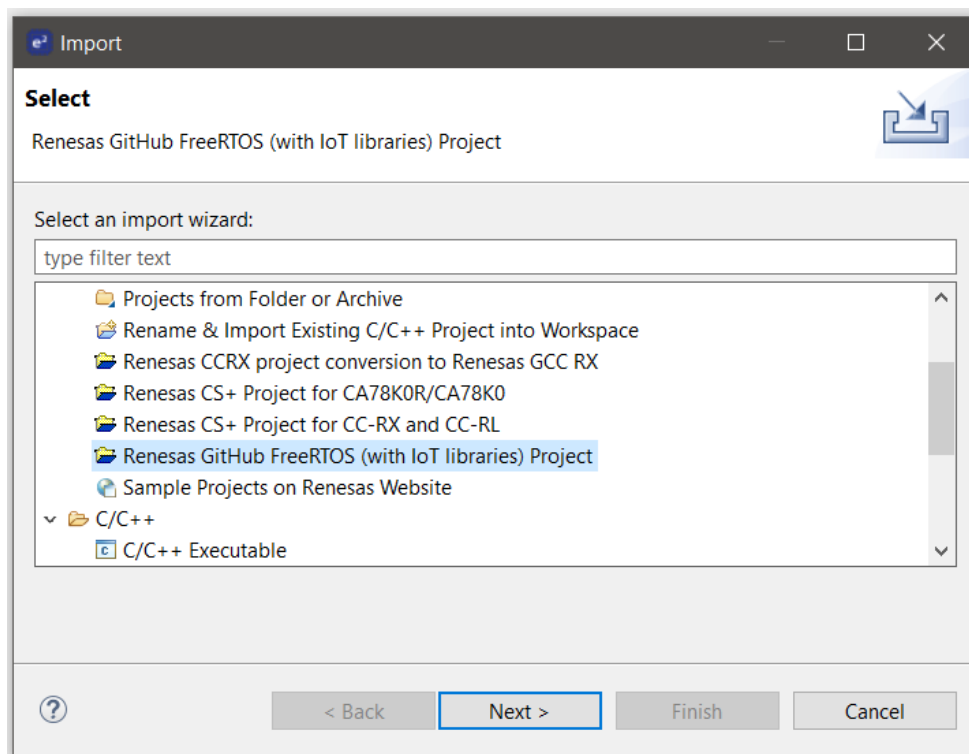 e² Import
Select
Renesas GitHub FreeRTOS (with IoT libraries) Project
Select an import wizard:
type filter text
Projects from Folder or Archive
Rename & Import Existing C/C++ Project into Workspace
Renesas CCRX project conversion to Renesas GCC RX
Renesas CS+ Project for CA78K0R/CA78K0
Renesas CS+ Project for CC-RX and CC-RL
Renesas GitHub FreeRTOS (with IoT libraries) Project
Sample Projects on Renesas Website
C/C++
c C/C++ Executable
? < Back Next > Finish Cancel